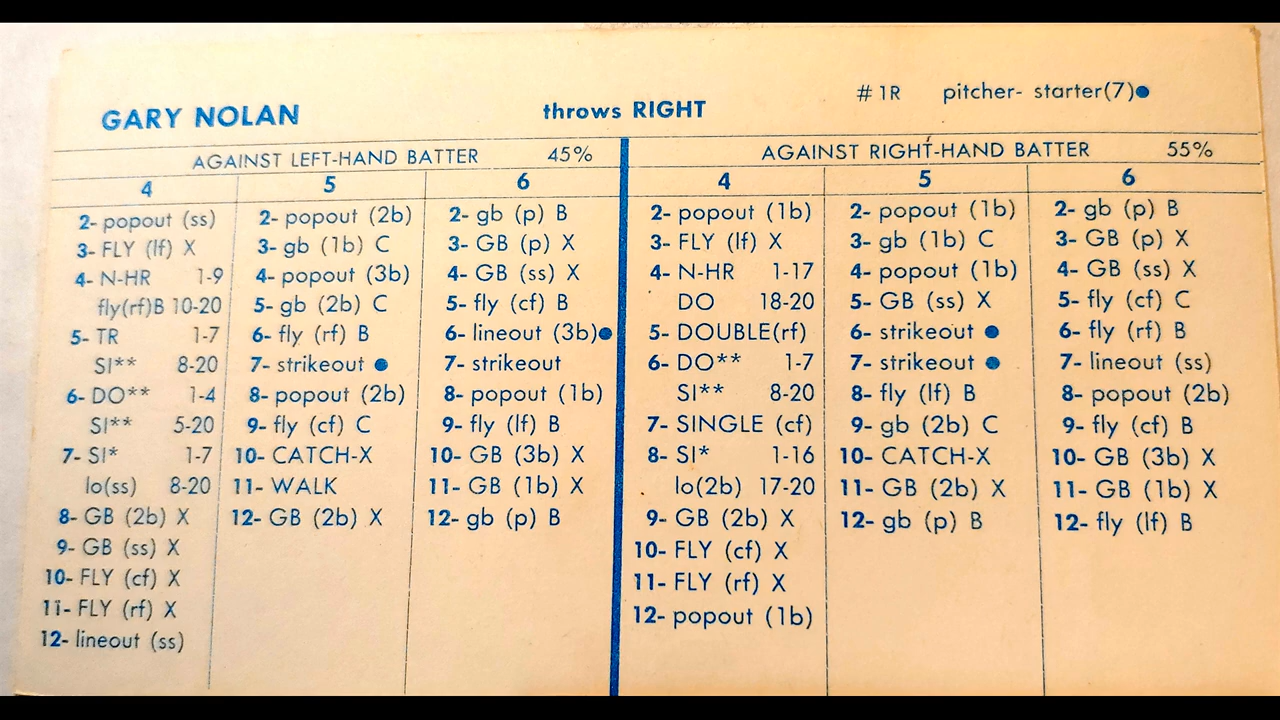 # 1R pitcher- starter(7)●
GARY NOLAN throws RIGHT
AGAINST LEFT-HAND BATTER 45%
4 5 6
2- popout (ss) 2- popout (2b) 2- gb (p) B
3- FLY (lf) X 3- gb (1b) C 3- GB (p) X
4- N-HR 1-9 4- popout (3b) 4- GB (ss) X
fly(rf)B 10-20 5- gb (2b) C 5- fly (cf) B
5- TR 1-7 6- fly (rf) B 6- lineout (3b)●
SI** 8-20 7- strikeout ● 7- strikeout
6- DO** 1-4 8- popout (2b) 8- popout (1b)
SI** 5-20 9- fly (cf) C 9- fly (lf) B
7- SI* 1-7 10- CATCH-X 10- GB (3b) X
lo(ss) 8-20 11- WALK 11- GB (1b) X
8- GB (2b) X 12- GB (2b) X 12- gb (p) B
9- GB (ss) X
10- FLY (cf) X
11- FLY (rf) X
12- lineout (ss)
AGAINST RIGHT-HAND BATTER 55%
4 5 6
2- popout (1b) 2- popout (1b) 2- gb (p) B
3- FLY (lf) X 3- gb (1b) C 3- GB (p) X
4- N-HR 1-17 4- popout (1b) 4- GB (ss) X
DO 18-20 5- GB (ss) X 5- fly (cf) C
5- DOUBLE(rf) 6- strikeout ● 6- fly (rf) B
6- DO** 1-7 7- strikeout ● 7- lineout (ss)
SI** 8-20 8- fly (lf) B 8- popout (2b)
7- SINGLE (cf) 9- gb (2b) C 9- fly (cf) B
8- SI* 1-16 10- CATCH-X 10- GB (3b) X
lo(2b) 17-20 11- GB (2b) X 11- GB (1b) X
9- GB (2b) X 12- gb (p) B 12- fly (lf) B
10- FLY (cf) X
11- FLY (rf) X
12- popout (1b)